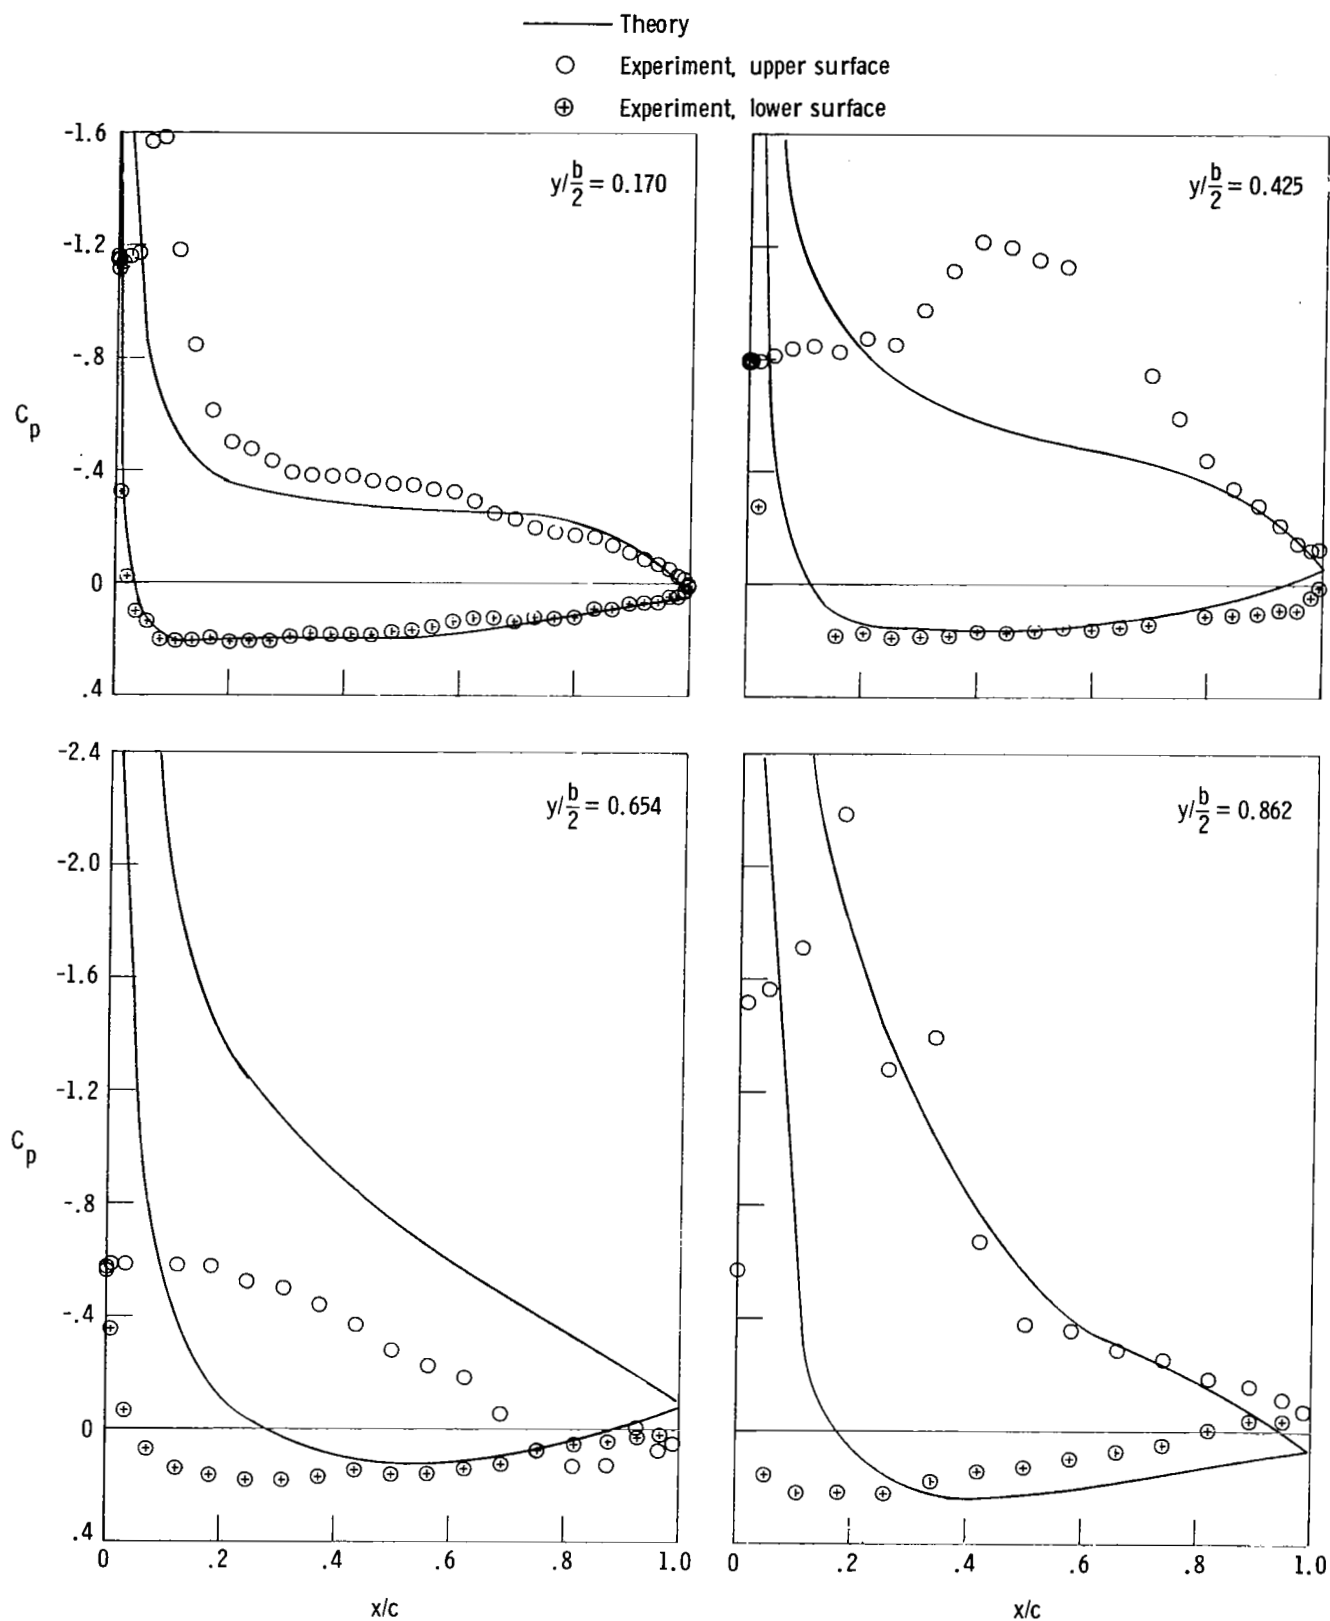 Theory
Experiment, upper surface
Experiment, lower surface
-1.6
-1.2
-.8
-.4
0
.4
C_p
y/b/2 = 0.170
y/b/2 = 0.425
-2.4
-2.0
-1.6
-1.2
-.8
-.4
0
.4
C_p
y/b/2 = 0.654
y/b/2 = 0.862
0 .2 .4 .6 .8 1.0
x/c
0 .2 .4 .6 .8 1.0
x/c